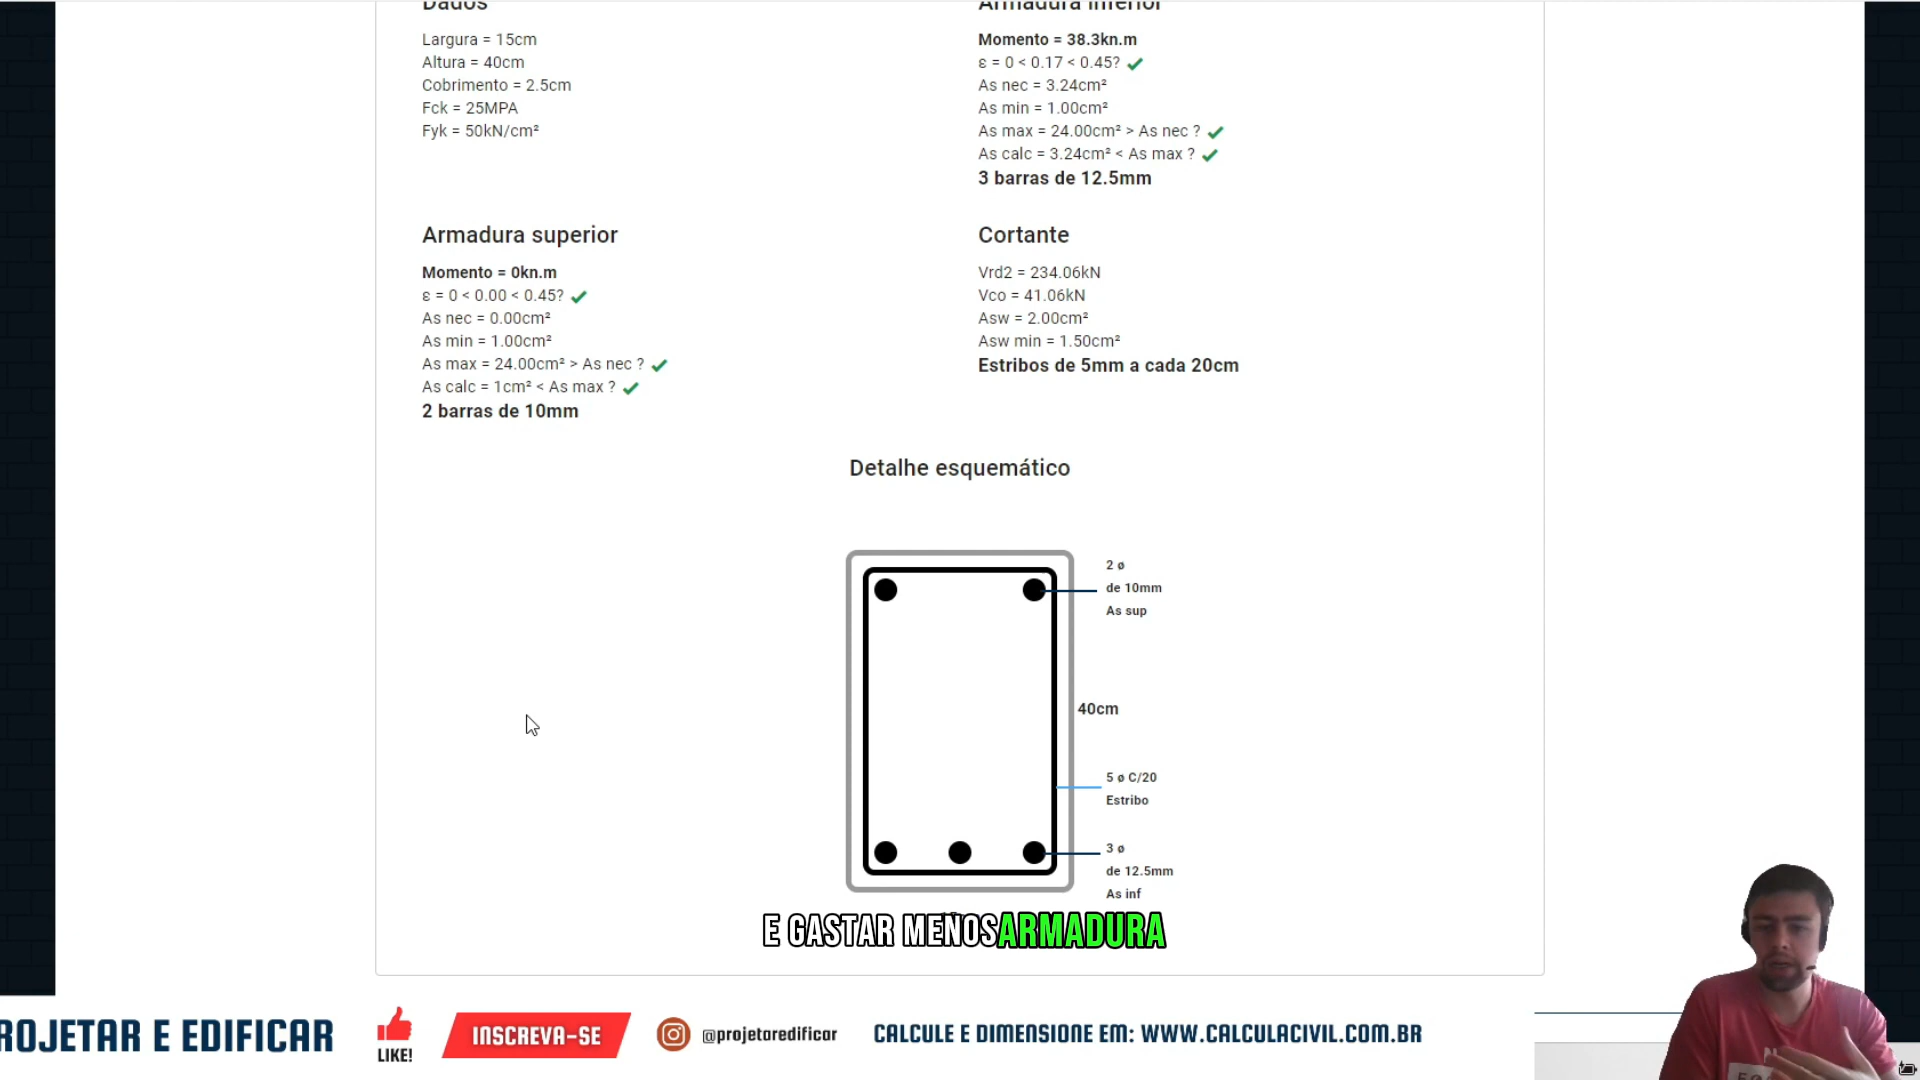 Dados
Largura = 15cm
Altura = 40cm
Cobrimento = 2.5cm
Fck = 25MPA
Fyk = 50kN/cm²
Armadura inferior
Momento = 38.3kn.m
ε = 0 < 0.17 < 0.45?
As nec = 3.24cm²
As min = 1.00cm²
As max = 24.00cm² > As nec ?
As calc = 3.24cm² < As max ?
3 barras de 12.5mm
Armadura superior
Momento = 0kn.m
ε = 0 < 0.00 < 0.45?
As nec = 0.00cm²
As min = 1.00cm²
As max = 24.00cm² > As nec ?
As calc = 1cm² < As max ?
2 barras de 10mm
Cortante
Vrd2 = 234.06kN
Vco = 41.06kN
Asw = 2.00cm²
Asw min = 1.50cm²
Estribos de 5mm a cada 20cm
Detalhe esquemático
2 ø
de 10mm
As sup
40cm
5 ø C/20
Estribo
3 ø
de 12.5mm
As inf
E GASTAR MENOS ARMADURA
ROJETAR E EDIFICAR
LIKE!
INSCREVA-SE
@projetaredificar
CALCULE E DIMENSIONE EM: WWW.CALCULACIVIL.COM.BR